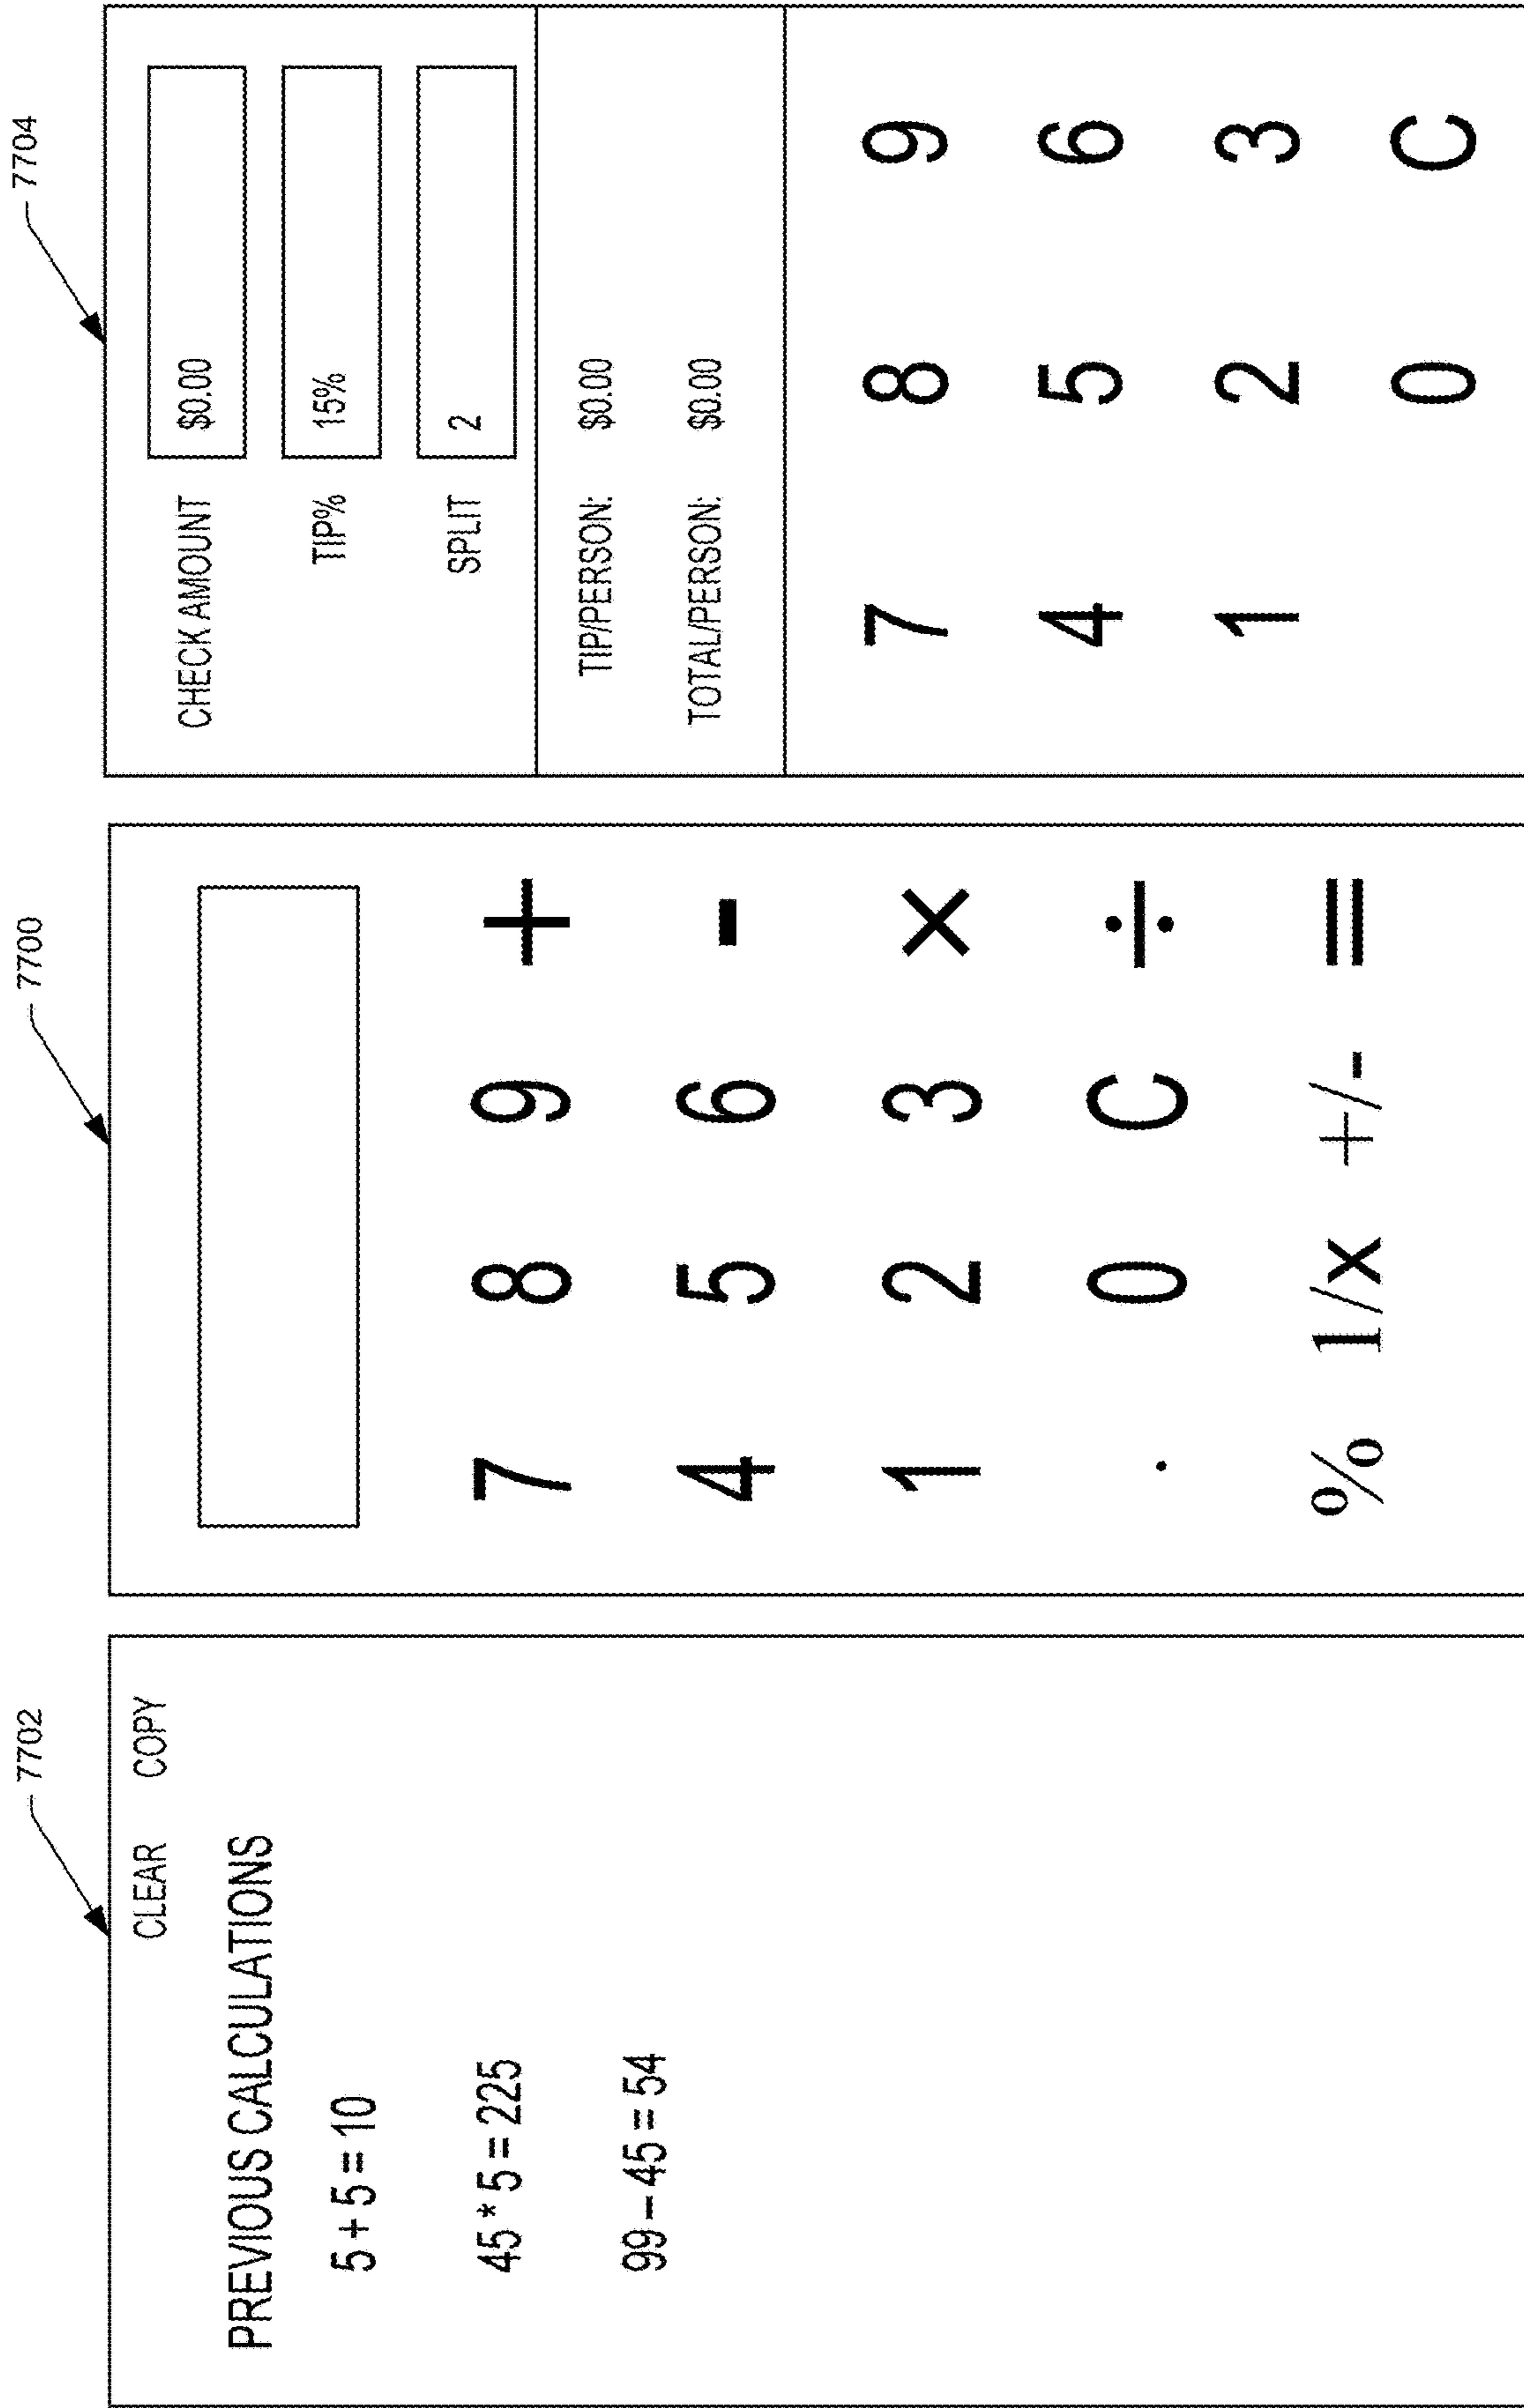 7702
CLEAR COPY
PREVIOUS CALCULATIONS
5 + 5 = 10
45 * 5 = 225
99 – 45 = 54
7700
7 8 9 +
4 5 6 -
1 2 3 ×
. 0 C ÷
% 1/x +/- =
7704
CHECK AMOUNT $0.00
TIP% 15%
SPLIT 2
TIP/PERSON: $0.00
TOTAL/PERSON: $0.00
7 8 9
4 5 6
1 2 3
0 C